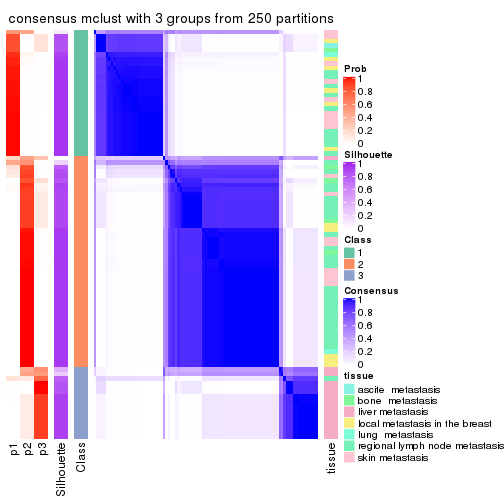 consensus mclust with 3 groups from 250 partitions
Prob
1
0.8
0.6
0.4
0.2
0
Silhouette
1
0.8
0.6
0.4
0.2
0
Class
1
2
3
Consensus
1
0.8
0.6
0.4
0.2
0
tissue
ascite  metastasis
bone  metastasis
liver metastasis
local metastasis in the breast
lung  metastasis
regional lymph node metastasis
skin metastasis
p1
p2
p3
Silhouette
Class
tissue